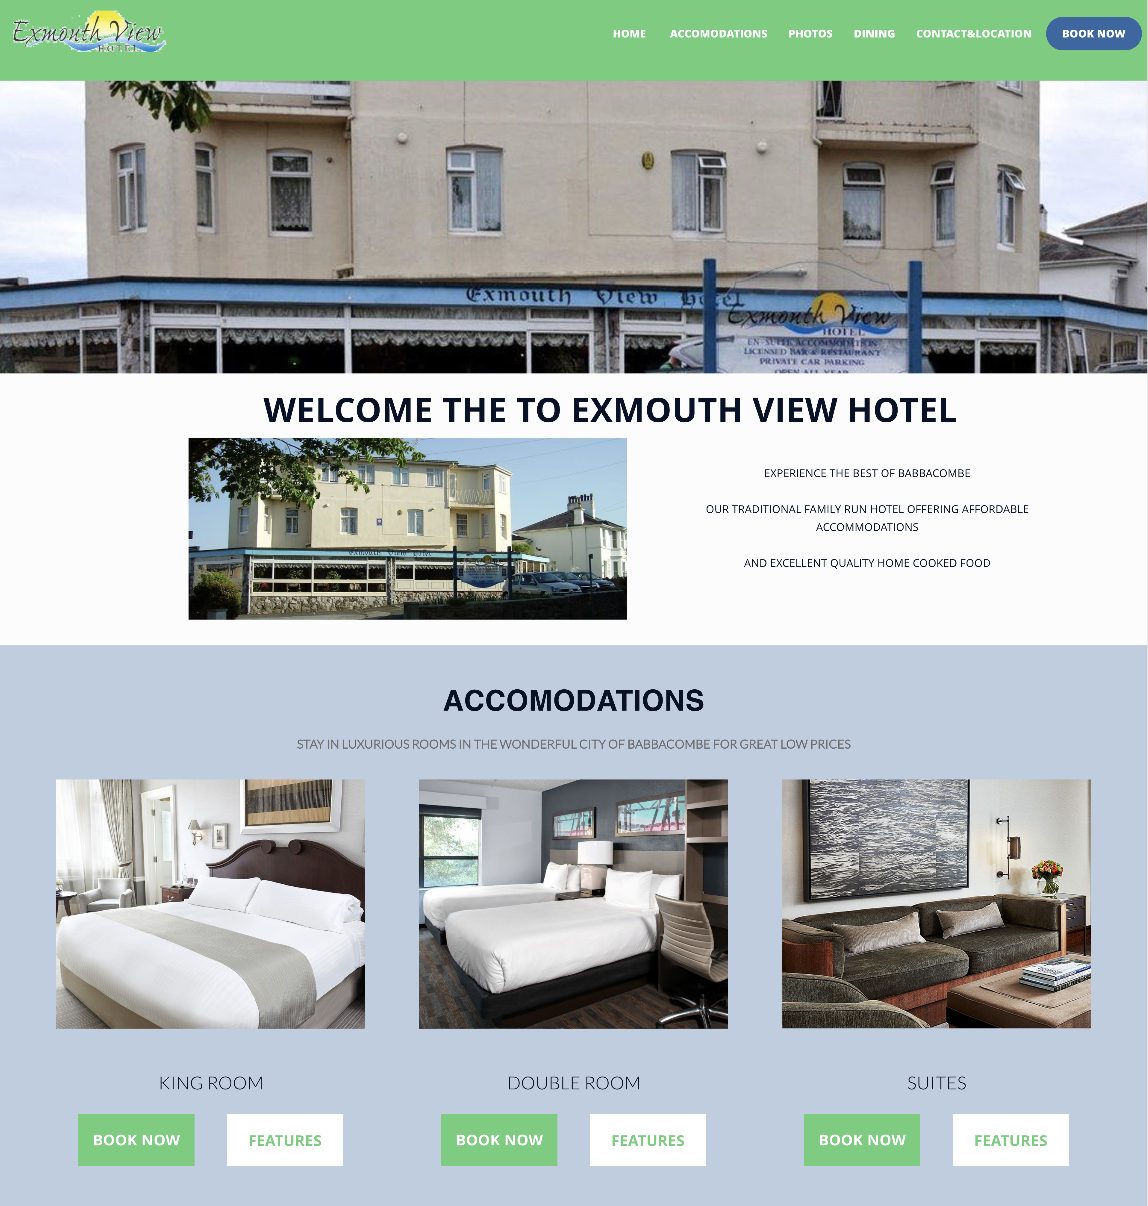 Exmouth View
HOTEL
HOME ACCOMODATIONS PHOTOS DINING CONTACT&LOCATION BOOK NOW
Exmouth View Hotel
Exmouth View
HOTEL
EN-SUITE ACCOMMODATION
LICENSED BAR & RESTAURANT
PRIVATE CAR PARKING
OPEN ALL YEAR
WELCOME THE TO EXMOUTH VIEW HOTEL
Exmouth View Hotel
EXPERIENCE THE BEST OF BABBACOMBE
OUR TRADITIONAL FAMILY RUN HOTEL OFFERING AFFORDABLE
ACCOMMODATIONS
AND EXCELLENT QUALITY HOME COOKED FOOD
ACCOMODATIONS
STAY IN LUXURIOUS ROOMS IN THE WONDERFUL CITY OF BABBACOMBE FOR GREAT LOW PRICES
KING ROOM DOUBLE ROOM SUITES
BOOK NOW FEATURES BOOK NOW FEATURES BOOK NOW FEATURES